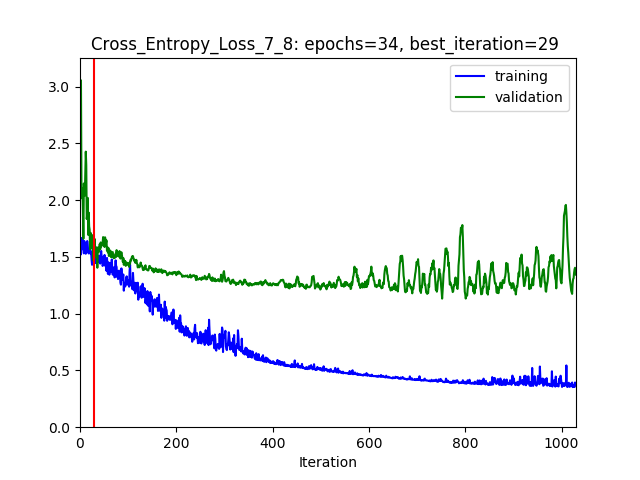 Cross_Entropy_Loss_7_8: epochs=34, best_iteration=29
training
validation
3.0
2.5
2.0
1.5
1.0
0.5
0.0
0 200 400 600 800 1000
Iteration